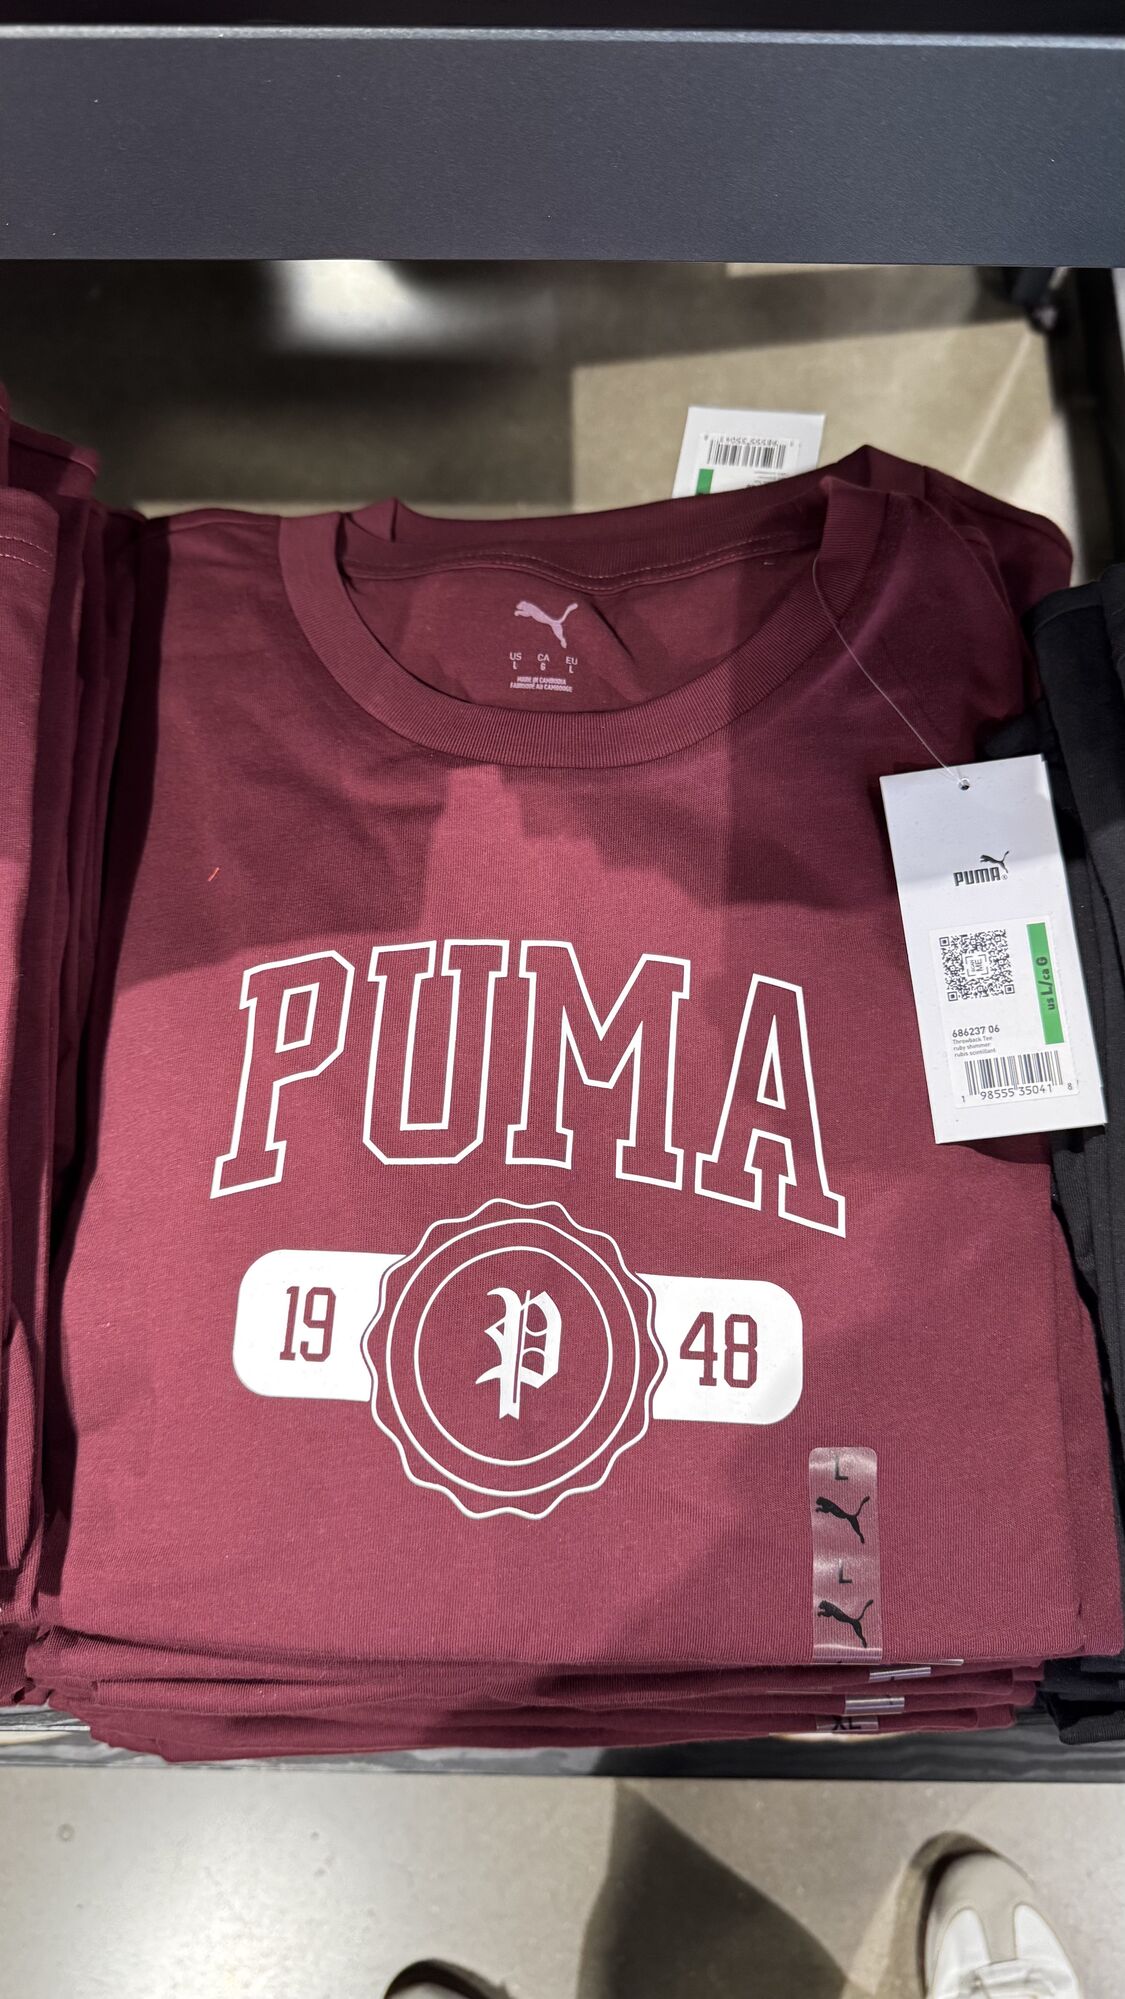 US CA EU
L G L
MADE IN CAMBODIA
FABRIQUÉ AU CAMBODGE
PUMA
us L/ca G
686237 06
Throwback Tee
ruby shimmer
rubis scintillant
1 98555 35041 8
PUMA
19 P 48
L
L
XL